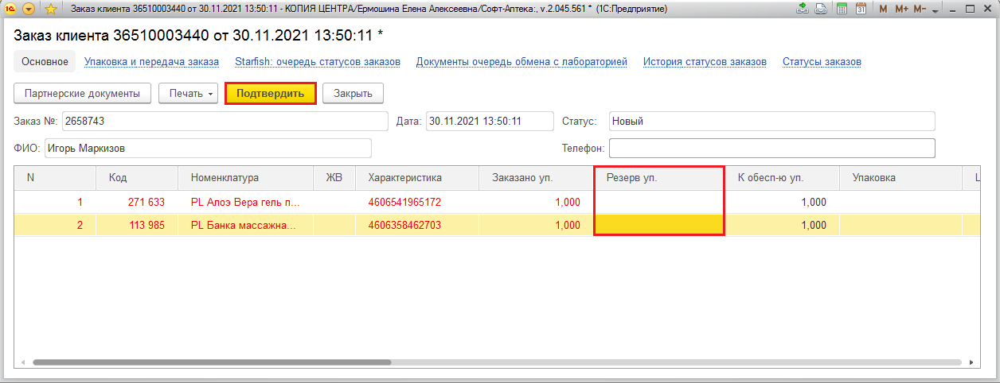 1С Заказ клиента 36510003440 от 30.11.2021 13:50:11 - КОПИЯ ЦЕНТРА/Ермошина Елена Алексеевна/Софт-Аптека:, v.2.045.561 * (1С:Предприятие) 31 M M+ M-
Заказ клиента 36510003440 от 30.11.2021 13:50:11 *
Основное Упаковка и передача заказа Starfish: очередь статусов заказов Документы очередь обмена с лабораторией История статусов заказов Статусы заказов
Партнерские документы Печать Подтвердить Закрыть
Заказ №: 2658743 Дата: 30.11.2021 13:50:11 Статус: Новый
ФИО: Игорь Маркизов Телефон:
N Код Номенклатура ЖВ Характеристика Заказано уп. Резерв уп. К обесп-ю уп. Упаковка Ц
1 271 633 PL Алоэ Вера гель п... 4606541965172 1,000 1,000
2 113 985 PL Банка массажна... 4606358462703 1,000 1,000